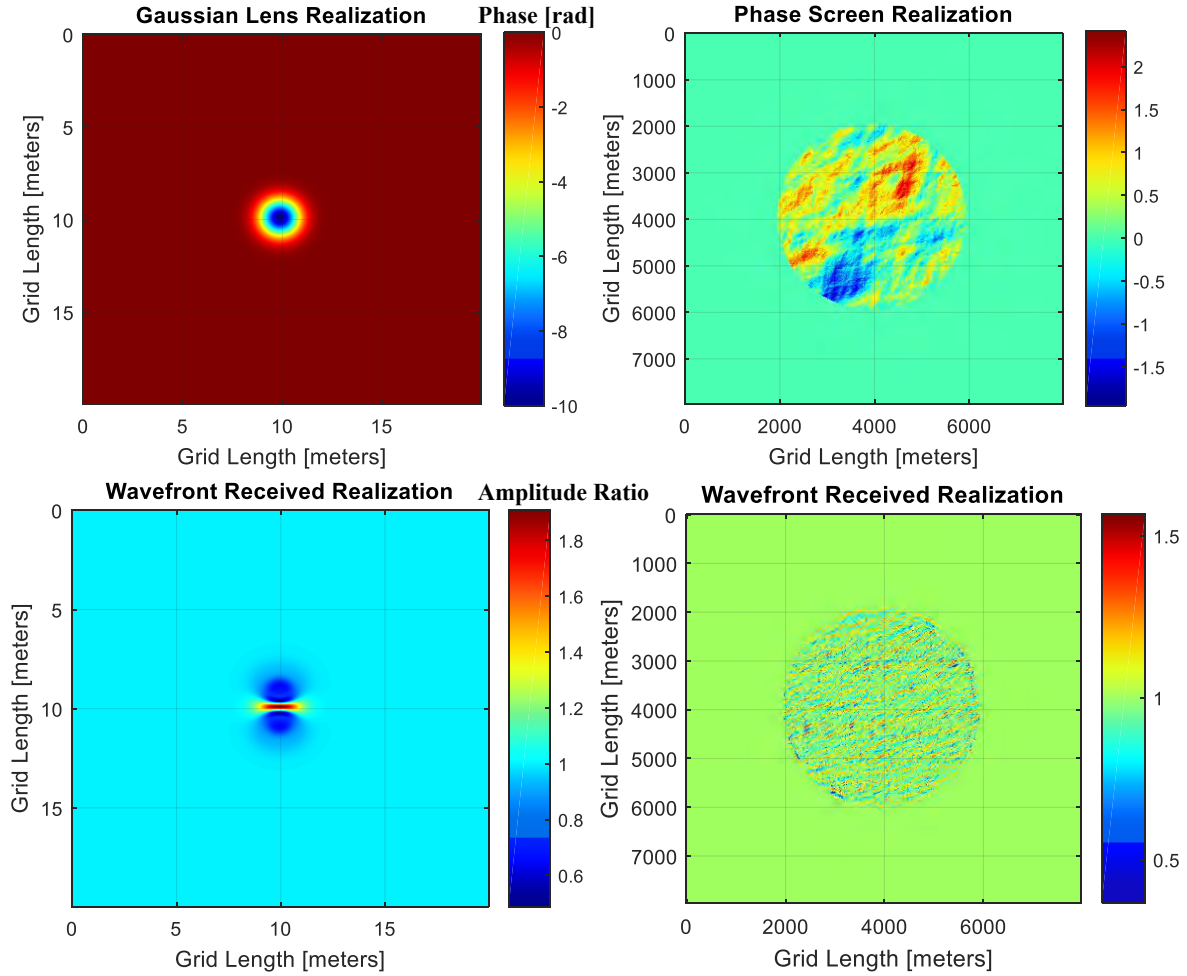 Gaussian Lens Realization
Phase [rad]
0
5
10
15
Grid Length [meters]
0
-2
-4
-6
-8
-10
0 5 10 15
Grid Length [meters]
Phase Screen Realization
0
1000
2000
3000
4000
5000
6000
7000
Grid Length [meters]
2
1.5
1
0.5
0
-0.5
-1
-1.5
0 2000 4000 6000
Grid Length [meters]
Wavefront Received Realization
Amplitude Ratio
0
5
10
15
Grid Length [meters]
1.8
1.6
1.4
1.2
1
0.8
0.6
0 5 10 15
Grid Length [meters]
Wavefront Received Realization
0
1000
2000
3000
4000
5000
6000
7000
Grid Length [meters]
1.5
1
0.5
0 2000 4000 6000
Grid Length [meters]